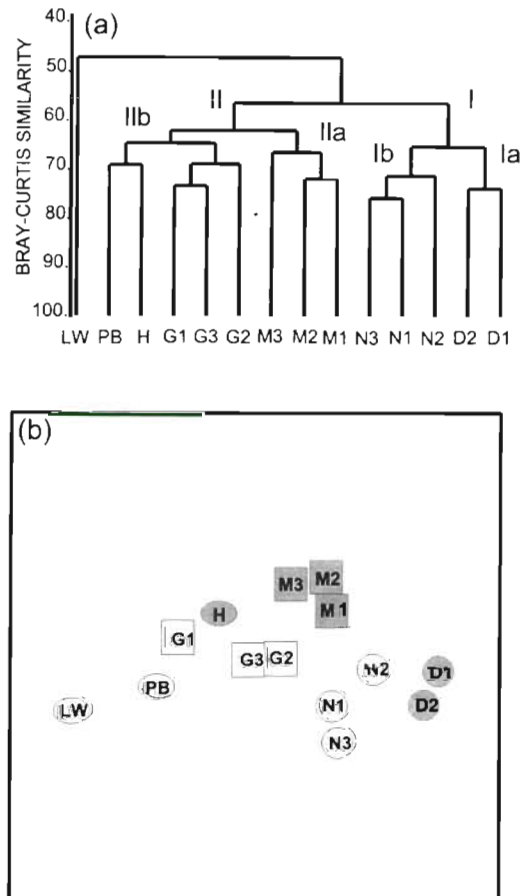 (a)
BRAY-CURTIS SIMILARITY
40.
50.
60.
70.
80.
90.
100.
IIb
II
IIa
I
Ib
Ia
LW PB H G1 G3 G2 M3 M2 M1 N3 N1 N2 D2 D1
(b)
M3 M2
H M1
G1
G3 G2 N2 D1
PB
LW N1 D2
N3